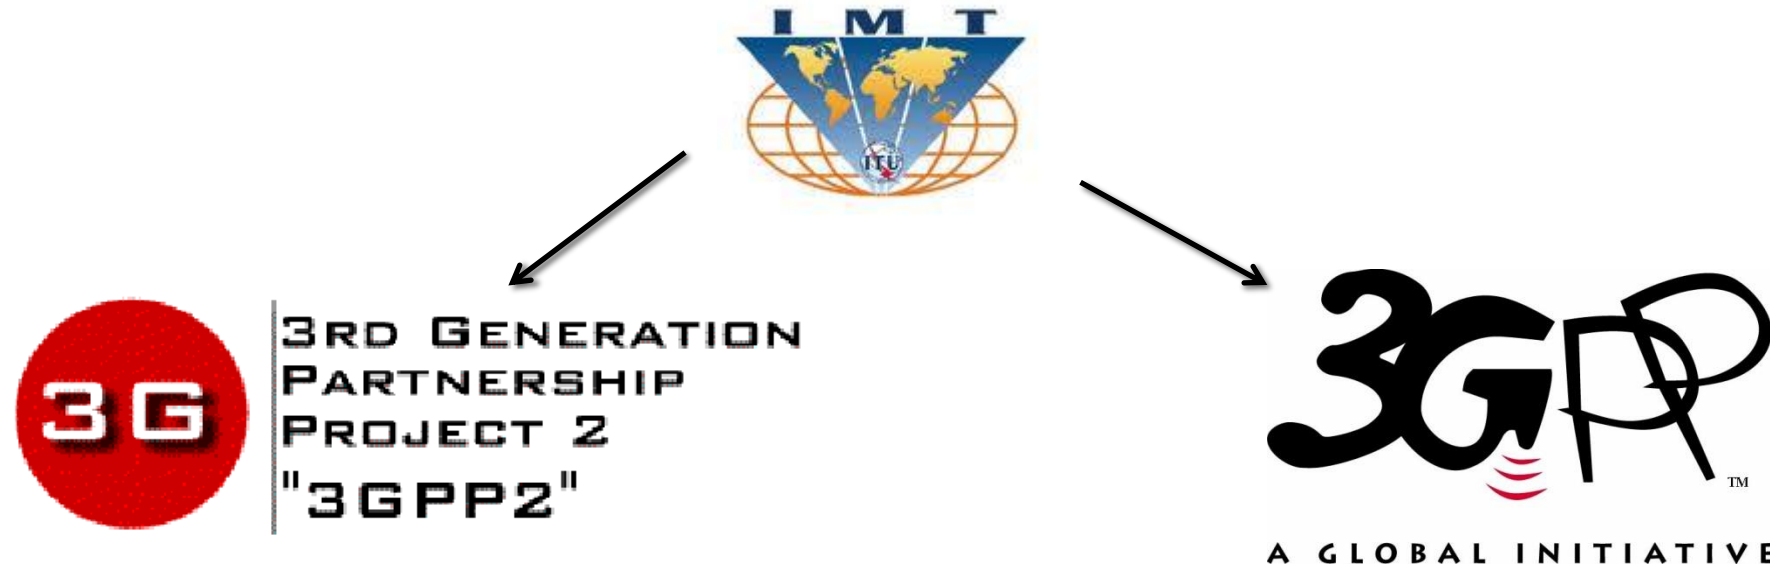 IMT
ITU
3G
3RD GENERATION
PARTNERSHIP
PROJECT 2
"3GPP2"
3GPP
TM
A GLOBAL INITIATIVE